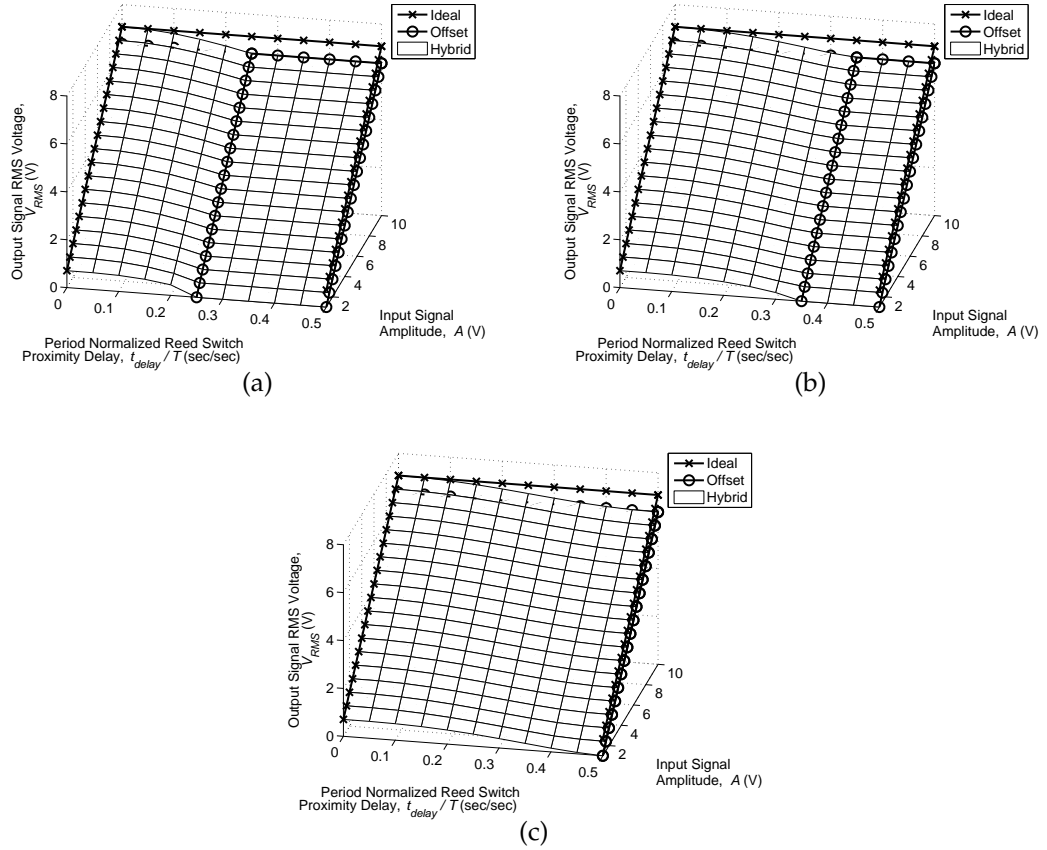 Ideal
Offset
Hybrid
Output Signal RMS Voltage,
V_RMS (V)
8
6
4
2
0
0
0.1
0.2
0.3
0.4
0.5
2
4
6
8
10
Input Signal
Amplitude, A (V)
Period Normalized Reed Switch
Proximity Delay, t_delay / T (sec/sec)
(a)
Ideal
Offset
Hybrid
Output Signal RMS Voltage,
V_RMS (V)
8
6
4
2
0
0
0.1
0.2
0.3
0.4
0.5
2
4
6
8
10
Input Signal
Amplitude, A (V)
Period Normalized Reed Switch
Proximity Delay, t_delay / T (sec/sec)
(b)
Ideal
Offset
Hybrid
Output Signal RMS Voltage,
V_RMS (V)
8
6
4
2
0
0
0.1
0.2
0.3
0.4
0.5
2
4
6
8
10
Input Signal
Amplitude, A (V)
Period Normalized Reed Switch
Proximity Delay, t_delay / T (sec/sec)
(c)